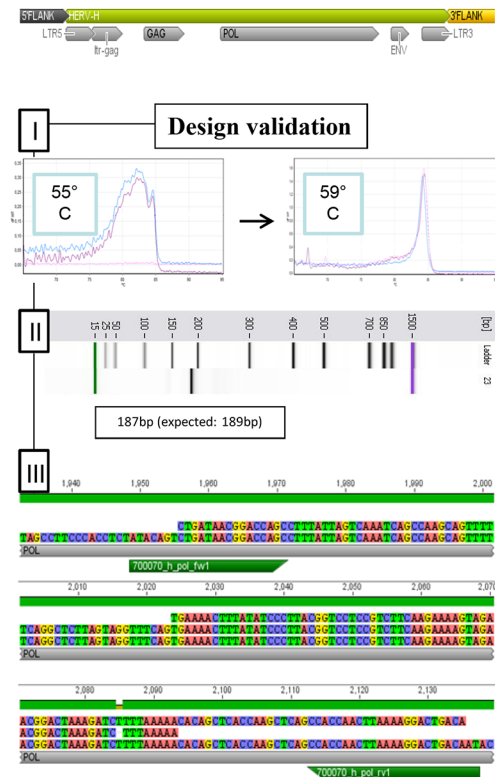 5'FLANK HERV-H 3'FLANK
LTR5 ltr-gag GAG POL ENV LTR3
I
Design validation
55°
C
59°
C
II
15 25 50 100 150 200 300 400 500 700 850 1500 [bp]
Ladder
23
187bp (expected: 189bp)
III
1,940 1,950 1,960 1,970 1,980 1,990 2,000
CTGATAACGGACCAGCCTTTATTAGTCAAATCAGCCAAGCAGTTTT
TAGCCTTCCCACCTCTATACAGTCTGATAACGGACCAGCCTTTATTAGTCAAATCAGCCAAGCAGTTTT
POL
700070_h_pol_fw1
2,010 2,020 2,030 2,040 2,050 2,060 2,070
TGAAAACTTTATATCCCTTACGGTCCTCCGTCTTCAAGAAAAGTAGA
TCAGGCTCTTAGTAGGTTTCAGTGAAAACTTTATATCCCTTACGGTCCTCCGTCTTCAAGAAAAGTAGA
TCAGGCTCTTAGTAGGTTTCAGTGAAAACTTTATATCCCTTACGGTCCTCCGTCTTCAAGAAAAGTAGA
POL
2,080 2,090 2,100 2,110 2,120 2,130
ACGGACTAAAGATCTTTTAAAAACACAGCTCACCAAGCTCAGCCACCAACTTAAAAGGACTGACA
ACGGACTAAAGATC TTTAAAAA
ACGGACTAAAGATCTTTTAAAAACACAGCTCACCAAGCTCAGCCACCAACTTAAAAGGACTGACAATAC
POL
700070_h_pol_rv1